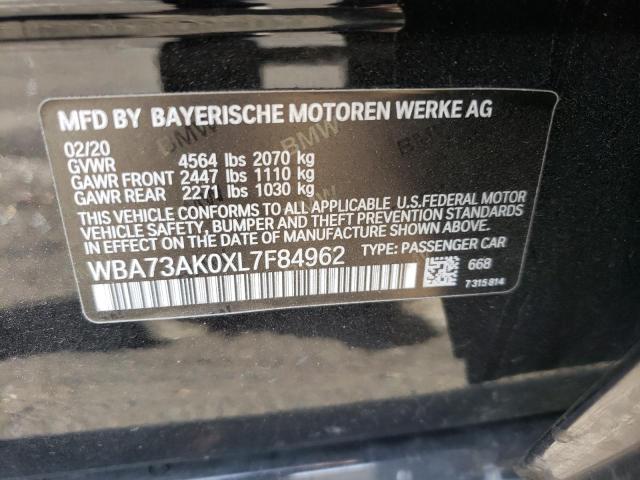 MFD BY BAYERISCHE MOTOREN WERKE AG
02/20
GVWR 4564 lbs 2070 kg
GAWR FRONT 2447 lbs 1110 kg
GAWR REAR 2271 lbs 1030 kg
THIS VEHICLE CONFORMS TO ALL APPLICABLE U.S.FEDERAL MOTOR
VEHICLE SAFETY, BUMPER AND THEFT PREVENTION STANDARDS
IN EFFECT ON THE DATE OF MANUFACTURE SHOWN ABOVE.
WBA73AK0XL7F84962 TYPE: PASSENGER CAR
668
7 315 814
BMW
BMW
BMW